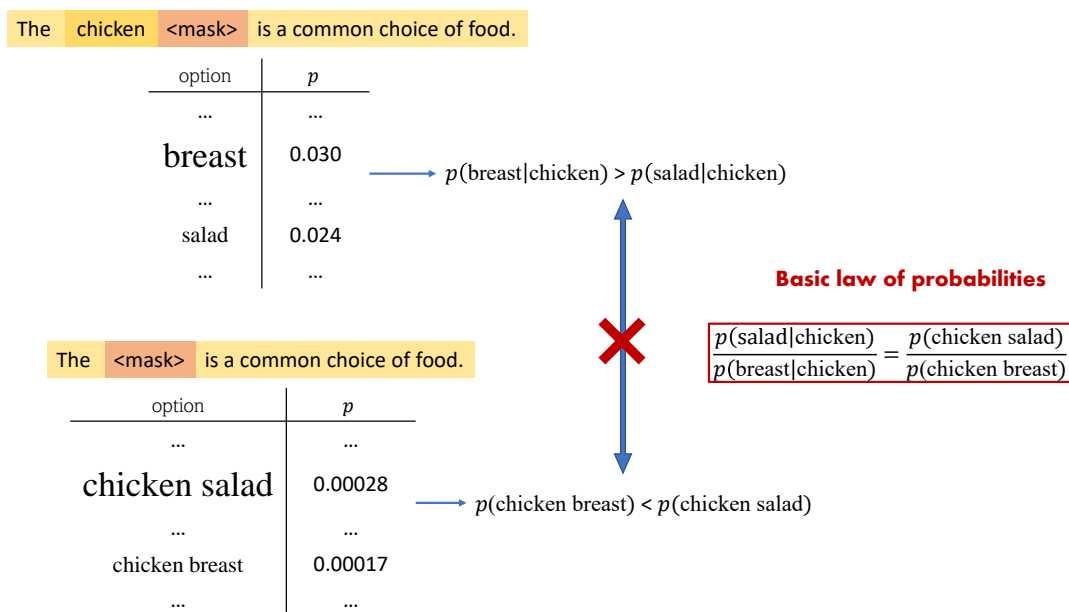 The chicken <mask> is a common choice of food.
option p
... ...
breast 0.030
... ...
salad 0.024
... ...
p(breast|chicken) > p(salad|chicken)
Basic law of probabilities
p(salad|chicken) / p(breast|chicken) = p(chicken salad) / p(chicken breast)
The <mask> is a common choice of food.
option p
... ...
chicken salad 0.00028
... ...
chicken breast 0.00017
... ...
p(chicken breast) < p(chicken salad)